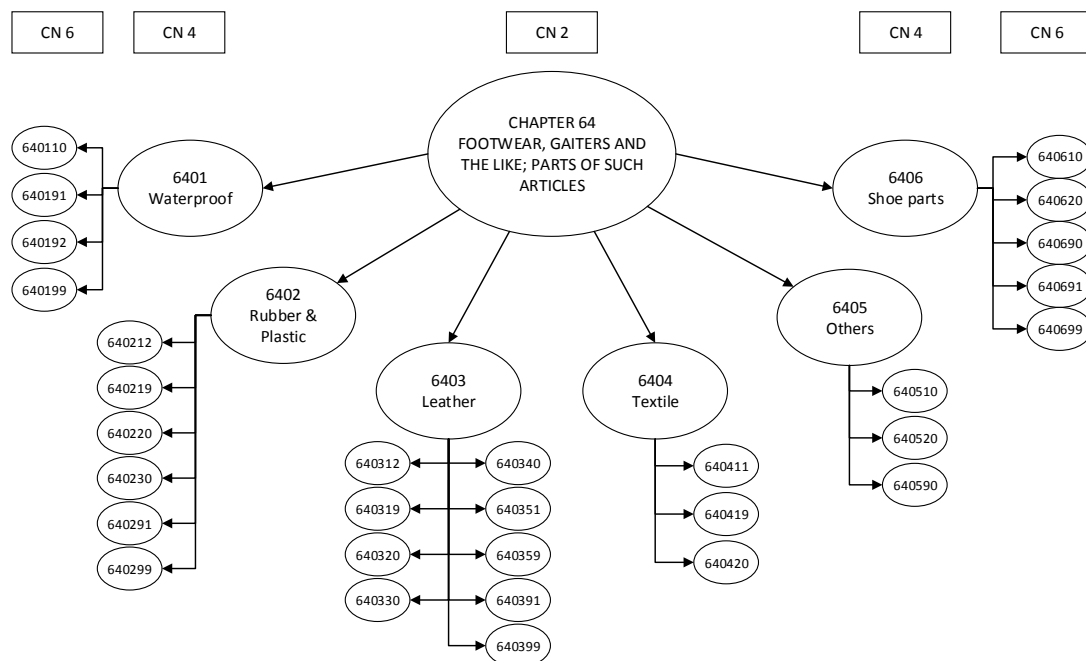 CN 6
CN 4
CN 2
CN 4
CN 6
CHAPTER 64
FOOTWEAR, GAITERS AND
THE LIKE; PARTS OF SUCH
ARTICLES
6401
Waterproof
640110
640191
640192
640199
6402
Rubber &
Plastic
640212
640219
640220
640230
640291
640299
6403
Leather
640312
640319
640320
640330
640340
640351
640359
640391
640399
6404
Textile
640411
640419
640420
6405
Others
640510
640520
640590
6406
Shoe parts
640610
640620
640690
640691
640699